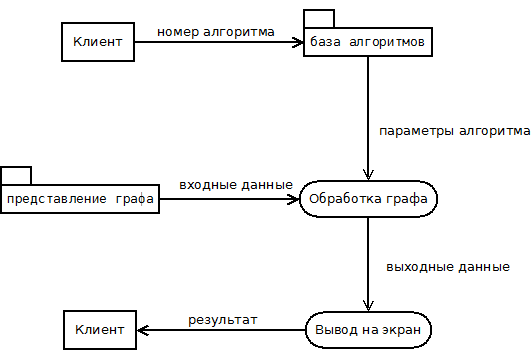 Клиент
номер алгоритма
база алгоритмов
параметры алгоритма
представление графа
входные данные
Обработка графа
выходные данные
Клиент
результат
Вывод на экран